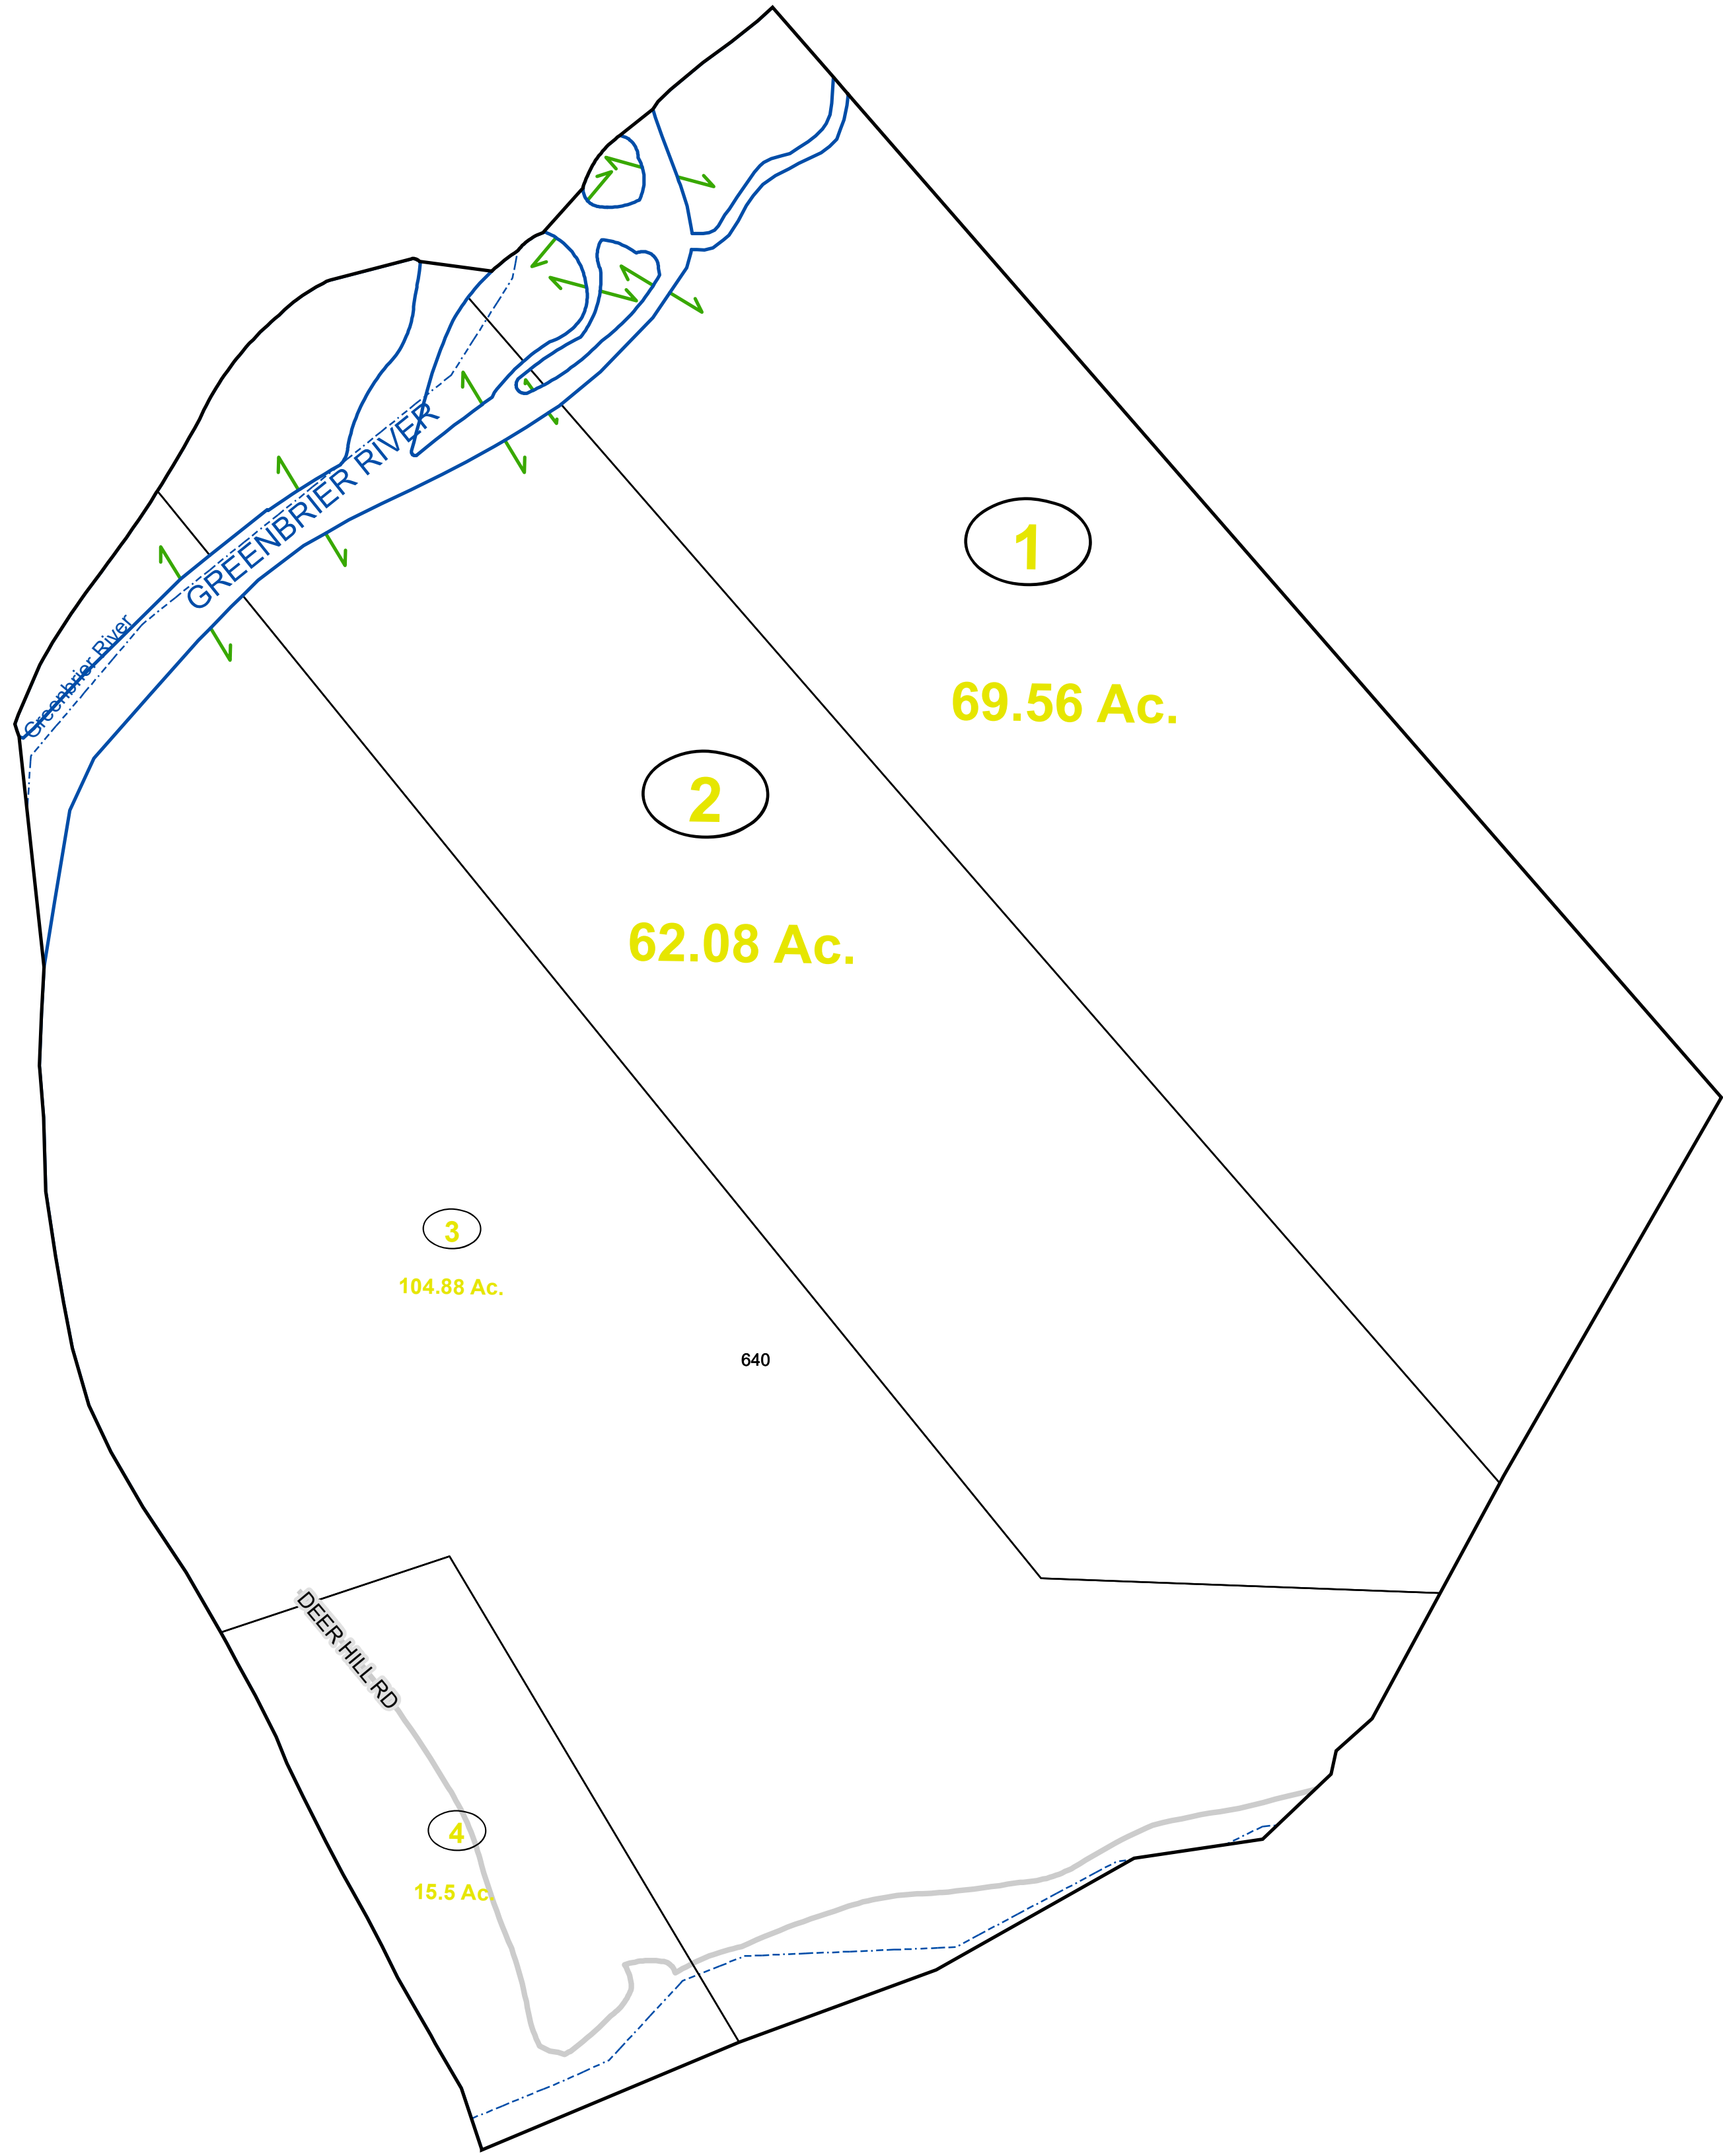 GREENBRIER RIVER
1
Greenbrier River
69.56 Ac.
2
62.08 Ac.
3
104.88 Ac.
640
DEER HILL RD
4
15.5 Ac.